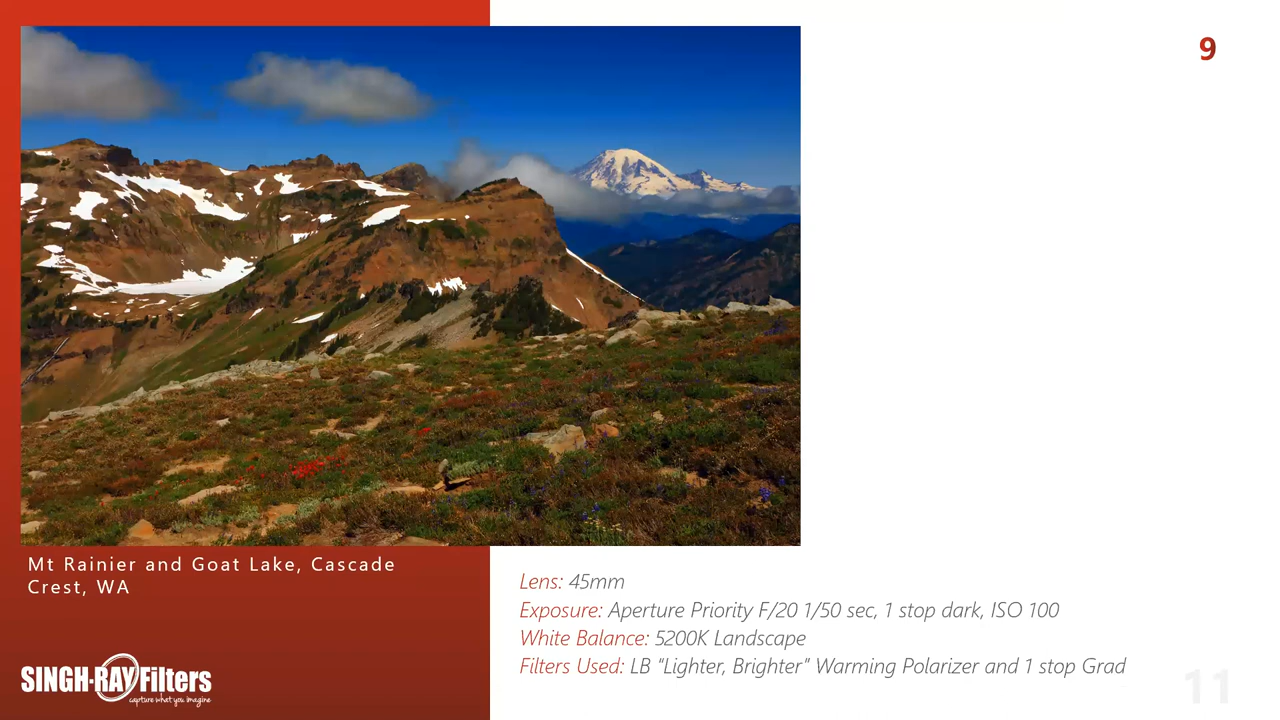 9
Mt Rainier and Goat Lake, Cascade
Crest, WA
Lens: 45mm
Exposure: Aperture Priority F/20 1/50 sec, 1 stop dark, ISO 100
White Balance: 5200K Landscape
Filters Used: LB "Lighter, Brighter" Warming Polarizer and 1 stop Grad
SINGH-RAY Filters
capture what you imagine
11